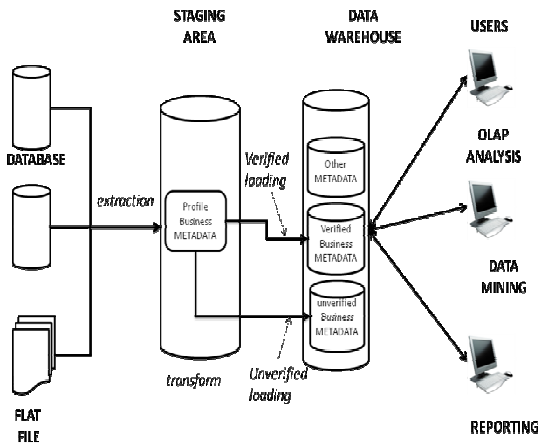 STAGING
AREA
DATA
WAREHOUSE
USERS
DATABASE
extraction
Profile
Business
METADATA
transform
Verified
loading
Unverified
loading
Other
METADATA
Verified
Business
METADATA
unverified
Business
METADATA
OLAP
ANALYSIS
DATA
MINING
REPORTING
FLAT
FILE